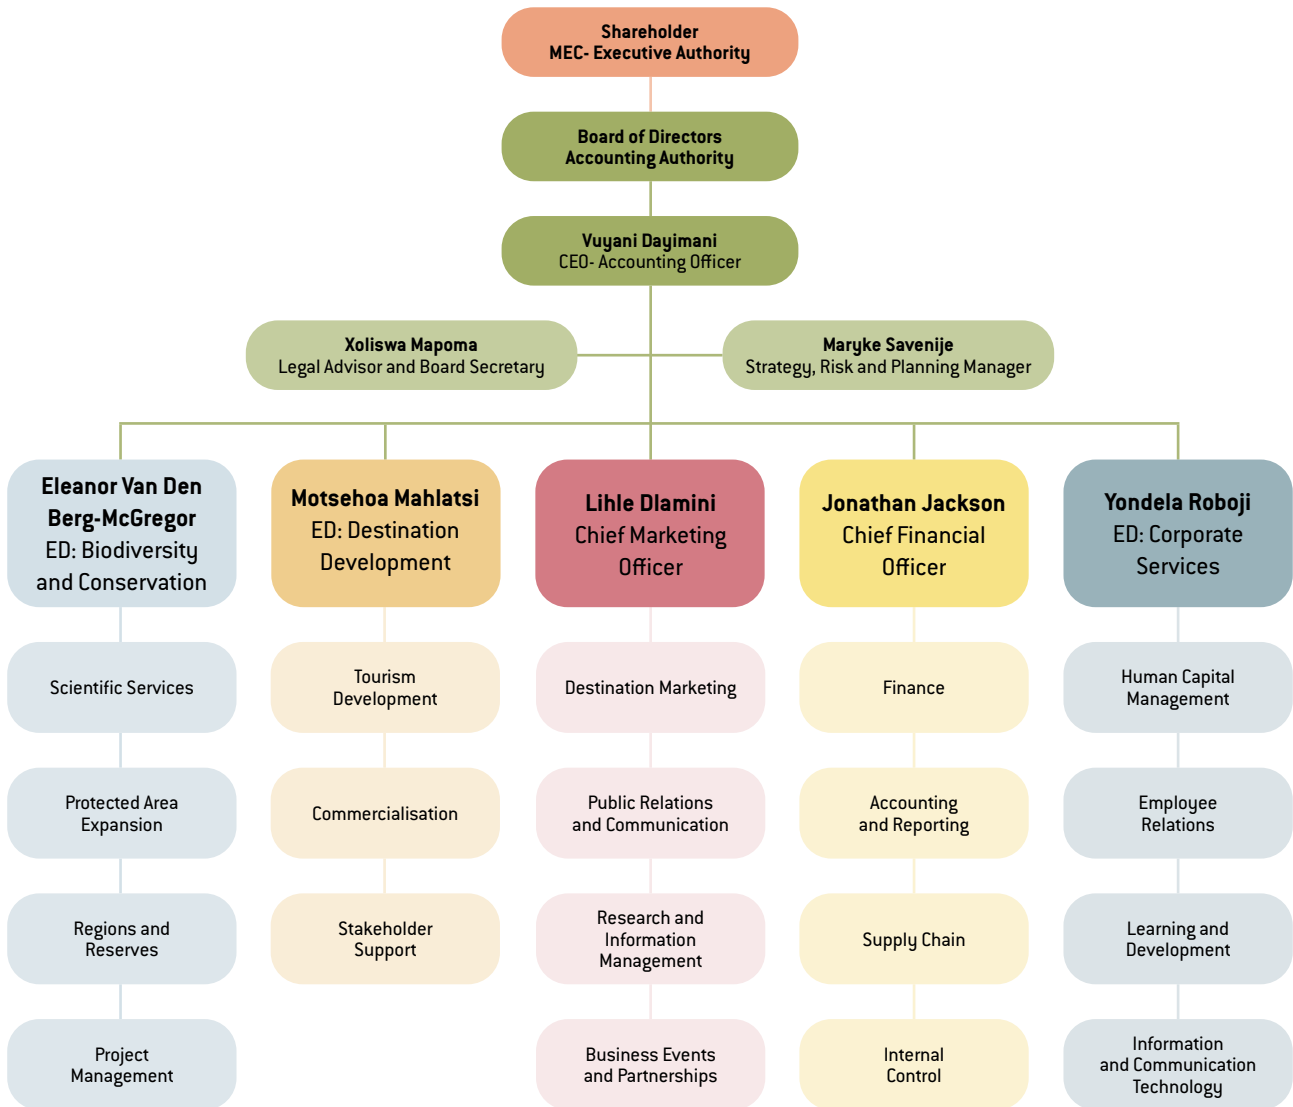 Shareholder
MEC- Executive Authority
Board of Directors
Accounting Authority
Vuyani Dayimani
CEO- Accounting Officer
Xoliswa Mapoma
Legal Advisor and Board Secretary
Maryke Savenije
Strategy, Risk and Planning Manager
Eleanor Van Den
Berg-McGregor
ED: Biodiversity
and Conservation
Motsehoa Mahlatsi
ED: Destination
Development
Lihle Dlamini
Chief Marketing
Officer
Jonathan Jackson
Chief Financial
Officer
Yondela Roboji
ED: Corporate
Services
Scientific Services
Tourism
Development
Destination Marketing
Finance
Human Capital
Management
Protected Area
Expansion
Commercialisation
Public Relations
and Communication
Accounting
and Reporting
Employee
Relations
Regions and
Reserves
Stakeholder
Support
Research and
Information
Management
Supply Chain
Learning and
Development
Project
Management
Business Events
and Partnerships
Internal
Control
Information
and Communication
Technology